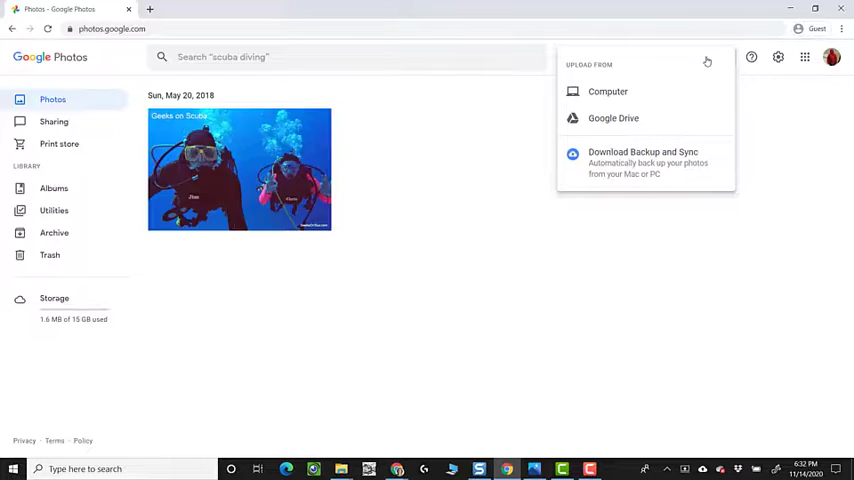 Photos - Google Photos
photos.google.com
Guest
Google Photos
Search "scuba diving"
UPLOAD FROM
Computer
Google Drive
Download Backup and Sync
Automatically back up your photos
from your Mac or PC
Photos
Sharing
Print store
LIBRARY
Albums
Utilities
Archive
Trash
Storage
1.6 MB of 15 GB used
Sun, May 20, 2018
Geeks on Scuba
Jim
Privacy · Terms · Policy
Type here to search
6:32 PM
11/14/2020